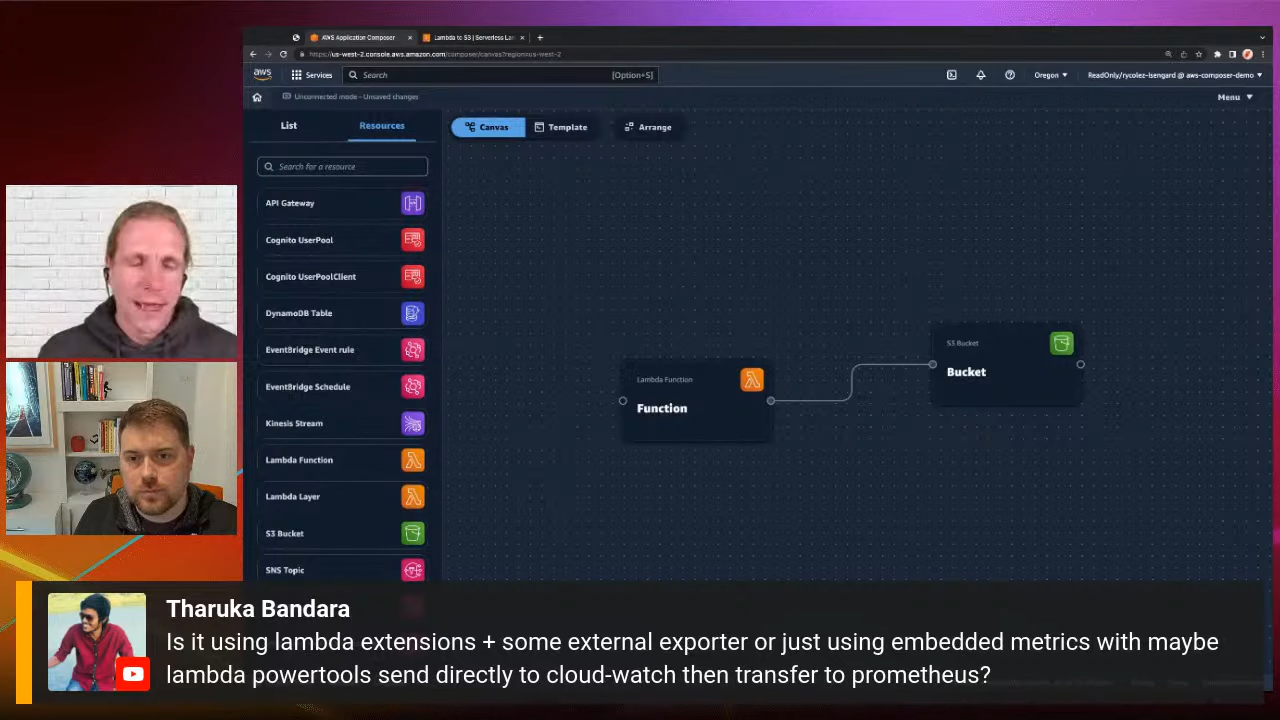 AWS Application Composer
Lambda to S3 | Serverless Lan
https://us-west-2.console.aws.amazon.com/composer/canvas?region=us-west-2
aws
Services
Search
[Option+S]
Oregon
ReadOnly/rycolez-Isengard @ aws-composer-demo
Unconnected mode - Unsaved changes
Menu
List
Resources
Canvas
Template
Arrange
Search for a resource
API Gateway
Cognito UserPool
Cognito UserPoolClient
DynamoDB Table
EventBridge Event rule
EventBridge Schedule
Kinesis Stream
Lambda Function
Lambda Layer
S3 Bucket
SNS Topic
Lambda Function
Function
S3 Bucket
Bucket
Tharuka Bandara
Is it using lambda extensions + some external exporter or just using embedded metrics with maybe
lambda powertools send directly to cloud-watch then transfer to prometheus?